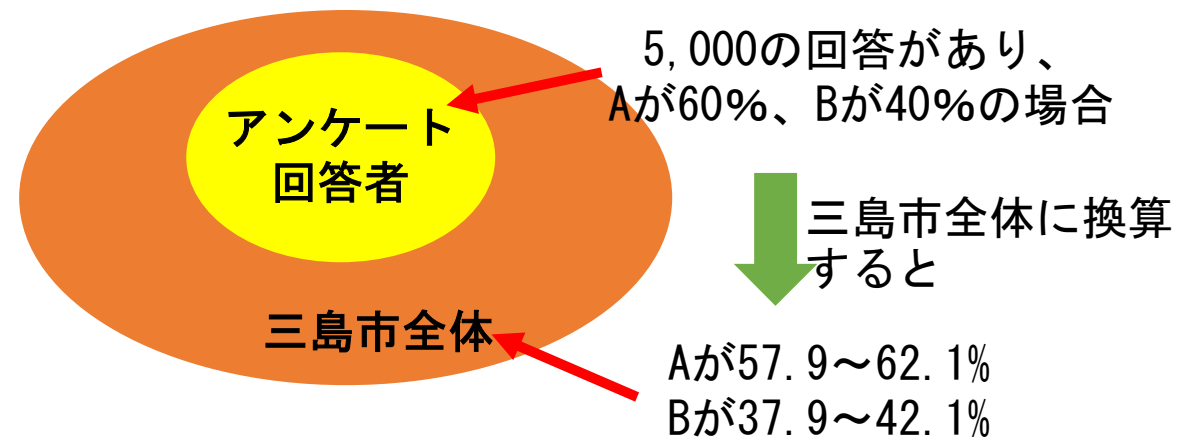 5,000の回答があり、
Aが60%、Bが40%の場合
アンケート
回答者
三島市全体に換算
すると
三島市全体
Aが57.9～62.1%
Bが37.9～42.1%